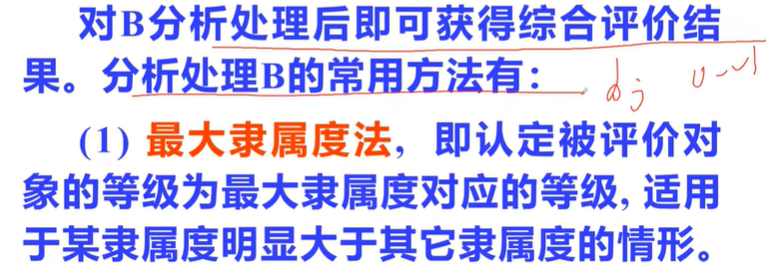 对B分析处理后即可获得综合评价结
果。分析处理B的常用方法有：
(1) 最大隶属度法，即认定被评价对
象的等级为最大隶属度对应的等级, 适用
于某隶属度明显大于其它隶属度的情形。